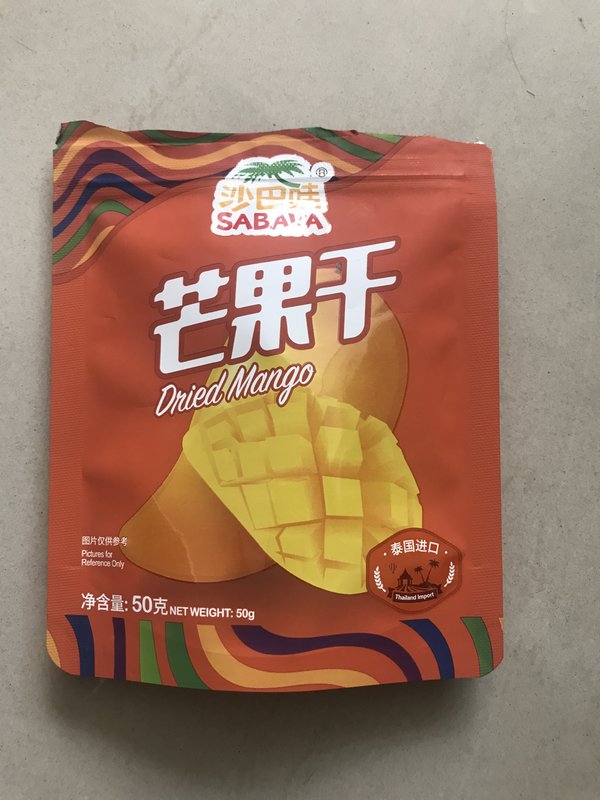 沙巴哇
SABAVA
芒果干
Dried Mango
图片仅供参考
Pictures for
Reference Only
·泰国进口·
Thailand Import
净含量: 50克 NET WEIGHT: 50g